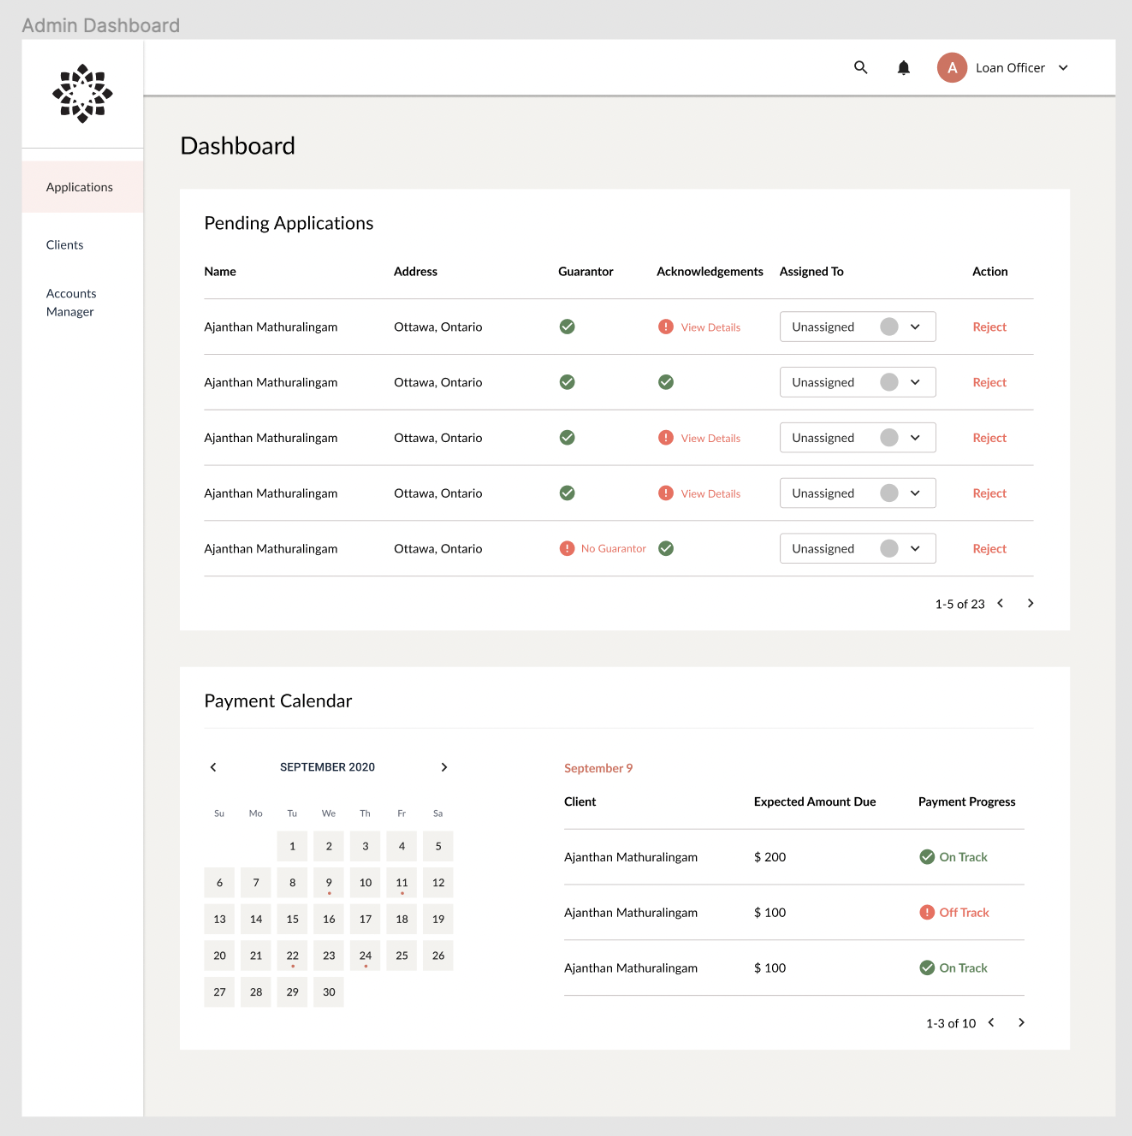 Admin Dashboard
A Loan Officer
Applications
Clients
Accounts
Manager
Dashboard
Pending Applications
Name Address Guarantor Acknowledgements Assigned To Action
Ajanthan Mathuralingam Ottawa, Ontario View Details Unassigned Reject
Ajanthan Mathuralingam Ottawa, Ontario Unassigned Reject
Ajanthan Mathuralingam Ottawa, Ontario View Details Unassigned Reject
Ajanthan Mathuralingam Ottawa, Ontario View Details Unassigned Reject
Ajanthan Mathuralingam Ottawa, Ontario No Guarantor Unassigned Reject
1-5 of 23
Payment Calendar
SEPTEMBER 2020
Su Mo Tu We Th Fr Sa
1 2 3 4 5
6 7 8 9 10 11 12
13 14 15 16 17 18 19
20 21 22 23 24 25 26
27 28 29 30
September 9
Client Expected Amount Due Payment Progress
Ajanthan Mathuralingam $ 200 On Track
Ajanthan Mathuralingam $ 100 Off Track
Ajanthan Mathuralingam $ 100 On Track
1-3 of 10